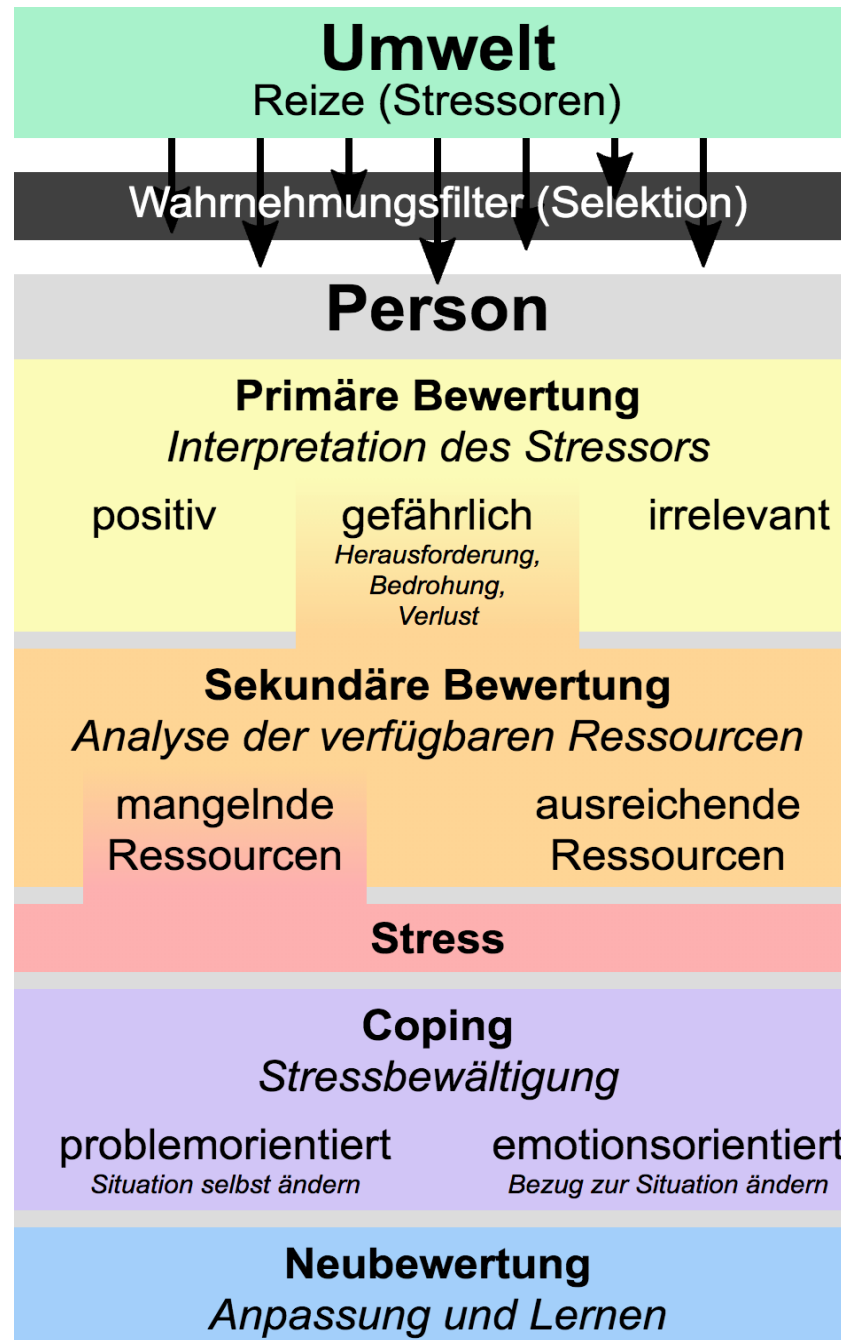 Umwelt
Reize (Stressoren)
Wahrnehmungsfilter (Selektion)
Person
Primäre Bewertung
Interpretation des Stressors
positiv gefährlich irrelevant
Herausforderung,
Bedrohung,
Verlust
Sekundäre Bewertung
Analyse der verfügbaren Ressourcen
mangelnde ausreichende
Ressourcen Ressourcen
Stress
Coping
Stressbewältigung
problemorientiert emotionsorientiert
Situation selbst ändern Bezug zur Situation ändern
Neubewertung
Anpassung und Lernen